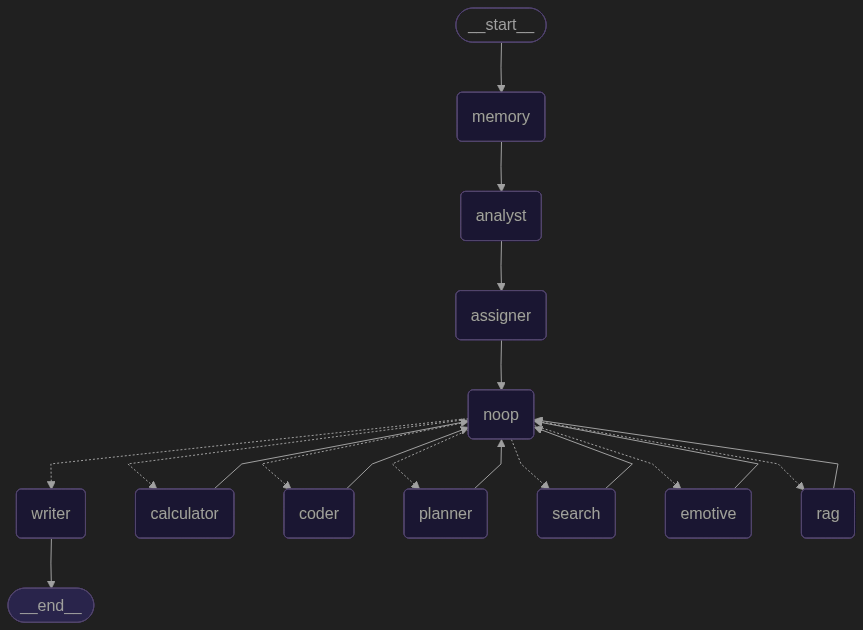 __start__
memory
analyst
assigner
noop
writer
calculator
coder
planner
search
emotive
rag
__end__